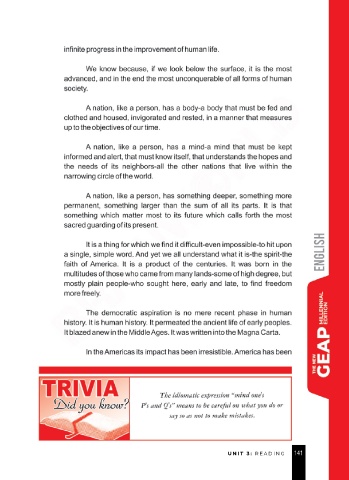 infinite progress in the improvement of human life.
We know because, if we look below the surface, it is the most
advanced, and in the end the most unconquerable of all forms of human
society.
A nation, like a person, has a body-a body that must be fed and
clothed and housed, invigorated and rested, in a manner that measures
up to the objectives of our time.
A nation, like a person, has a mind-a mind that must be kept
informed and alert, that must know itself, that understands the hopes and
the needs of its neighbors-all the other nations that live within the
narrowing circle of the world.
A nation, like a person, has something deeper, something more
permanent, something larger than the sum of all its parts. It is that
something which matter most to its future which calls forth the most
sacred guarding of its present.
It is a thing for which we find it difficult-even impossible-to hit upon
a single, simple word. And yet we all understand what it is-the spirit-the
faith of America. It is a product of the centuries. It was born in the
multitudes of those who came from many lands-some of high degree, but
mostly plain people-who sought here, early and late, to find freedom
more freely.
The democratic aspiration is no mere recent phase in human
history. It is human history. It permeated the ancient life of early peoples.
It blazed anew in the Middle Ages. It was written into the Magna Carta.
In the Americas its impact has been irresistible. America has been
ENGLISH
THE NEW GEAP MILLENNIAL EDITION
TRIVIA
Did you know?
The idiomatic expression "mind one's
P's and Q's" means to be careful on what you do or
say so as not to make mistakes.
UNIT 3: READING 141